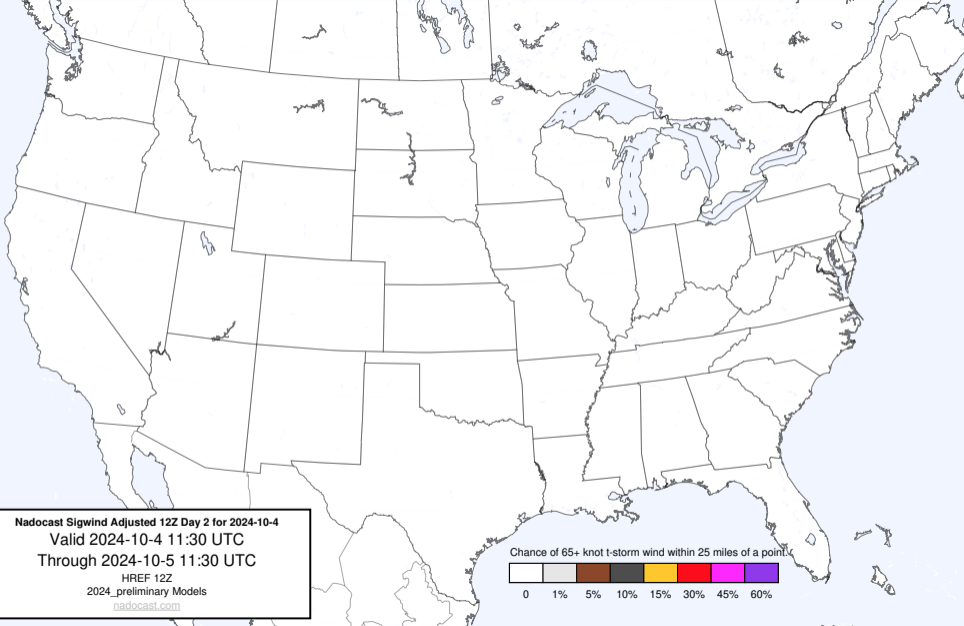 Nadocast Sigwind Adjusted 12Z Day 2 for 2024-10-4
Valid 2024-10-4 11:30 UTC
Through 2024-10-5 11:30 UTC
HREF 12Z
2024_preliminary Models
nadocast.com
Chance of 65+ knot t-storm wind within 25 miles of a point.
0 1% 5% 10% 15% 30% 45% 60%